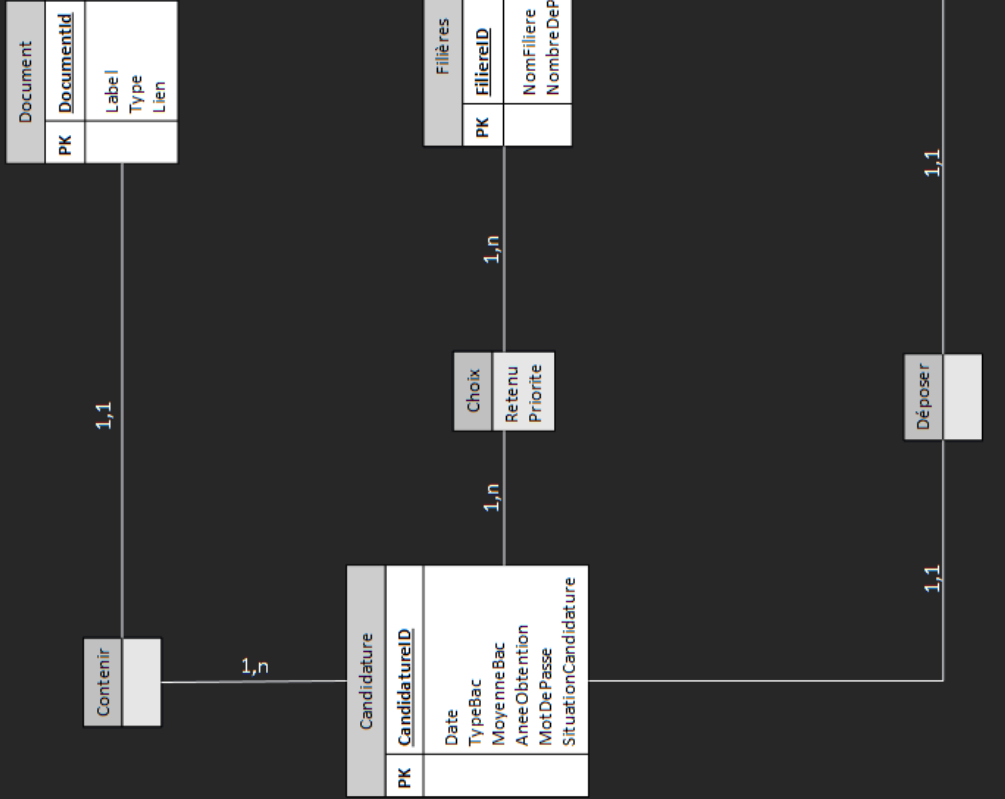 Document
PK DocumentId
Label
Type
Lien
1,1
Contenir
1,n
Filières
PK FiliereID
NomFiliere
NombreDeP
1,n
Choix
Retenu
Priorite
1,n
Candidature
PK CandidatureID
Date
TypeBac
MoyenneBac
AneeObtention
MotDePasse
SituationCandidature
1,1
Déposer
1,1